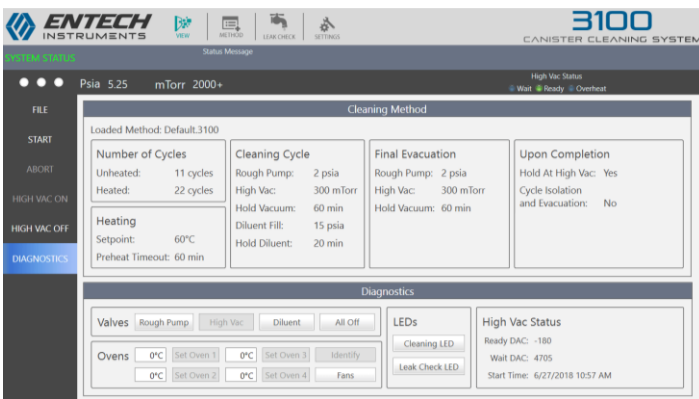 ENTECH
INSTRUMENTS
VIEW
METHOD
LEAK CHECK
SETTINGS
3100
CANISTER CLEANING SYSTEM
SYSTEM STATUS
Status Message
Psia 5.25 mTorr 2000+
High Vac Status
Wait Ready Overheat
FILE
START
ABORT
HIGH VAC ON
HIGH VAC OFF
DIAGNOSTICS
Cleaning Method
Loaded Method: Default.3100
Number of Cycles
Unheated: 11 cycles
Heated: 22 cycles
Heating
Setpoint: 60°C
Preheat Timeout: 60 min
Cleaning Cycle
Rough Pump: 2 psia
High Vac: 300 mTorr
Hold Vacuum: 60 min
Diluent Fill: 15 psia
Hold Diluent: 20 min
Final Evacuation
Rough Pump: 2 psia
High Vac: 300 mTorr
Hold Vacuum: 60 min
Upon Completion
Hold At High Vac: Yes
Cycle Isolation
and Evacuation: No
Diagnostics
Valves Rough Pump High Vac Diluent All Off
Ovens 0°C Set Oven 1 0°C Set Oven 3 Identify
0°C Set Oven 2 0°C Set Oven 4 Fans
LEDs
Cleaning LED
Leak Check LED
High Vac Status
Ready DAC: -180
Wait DAC: 4705
Start Time: 6/27/2018 10:57 AM